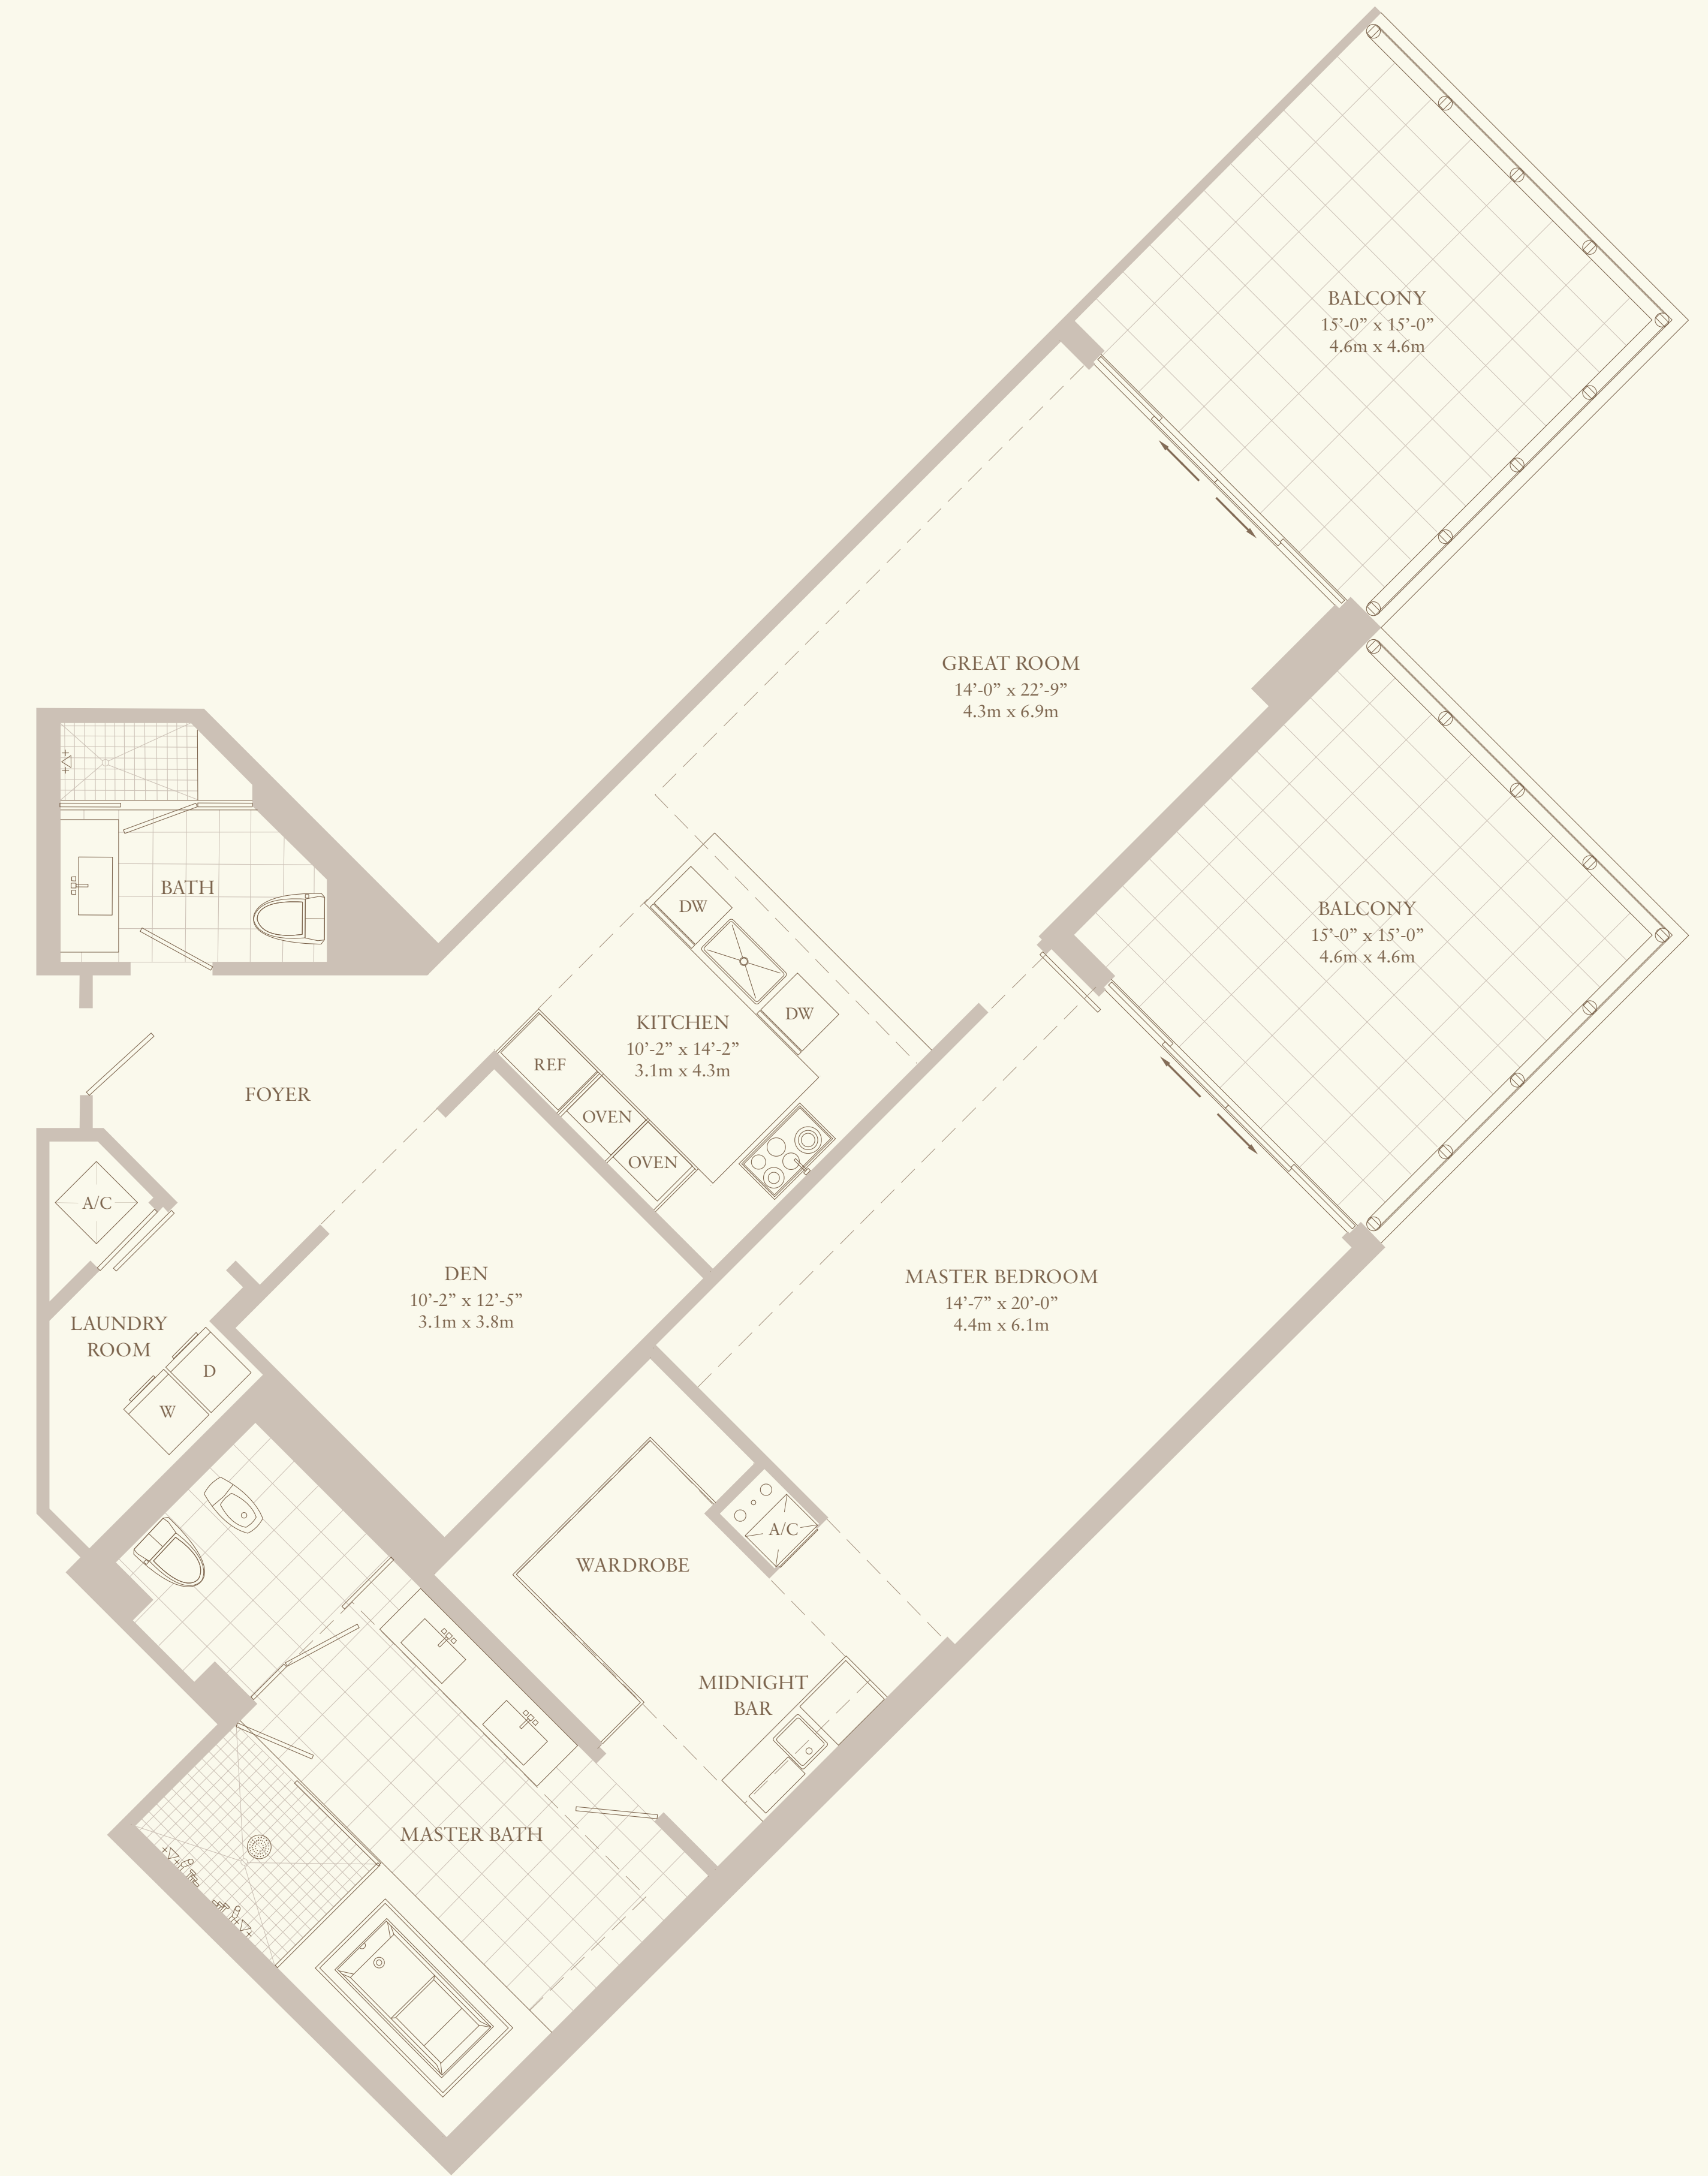 BALCONY
15’-0” x 15’-0”
4.6m x 4.6m
GREAT ROOM
14’-0” x 22’-9”
4.3m x 6.9m
BATH
DW
BALCONY
15’-0” x 15’-0”
4.6m x 4.6m
DW
KITCHEN
10’-2” x 14’-2”
3.1m x 4.3m
REF
OVEN
OVEN
FOYER
A/C
DEN
10’-2” x 12’-5”
3.1m x 3.8m
MASTER BEDROOM
14’-7” x 20’-0”
4.4m x 6.1m
LAUNDRY
ROOM
D
W
A/C
WARDROBE
MIDNIGHT
BAR
MASTER BATH